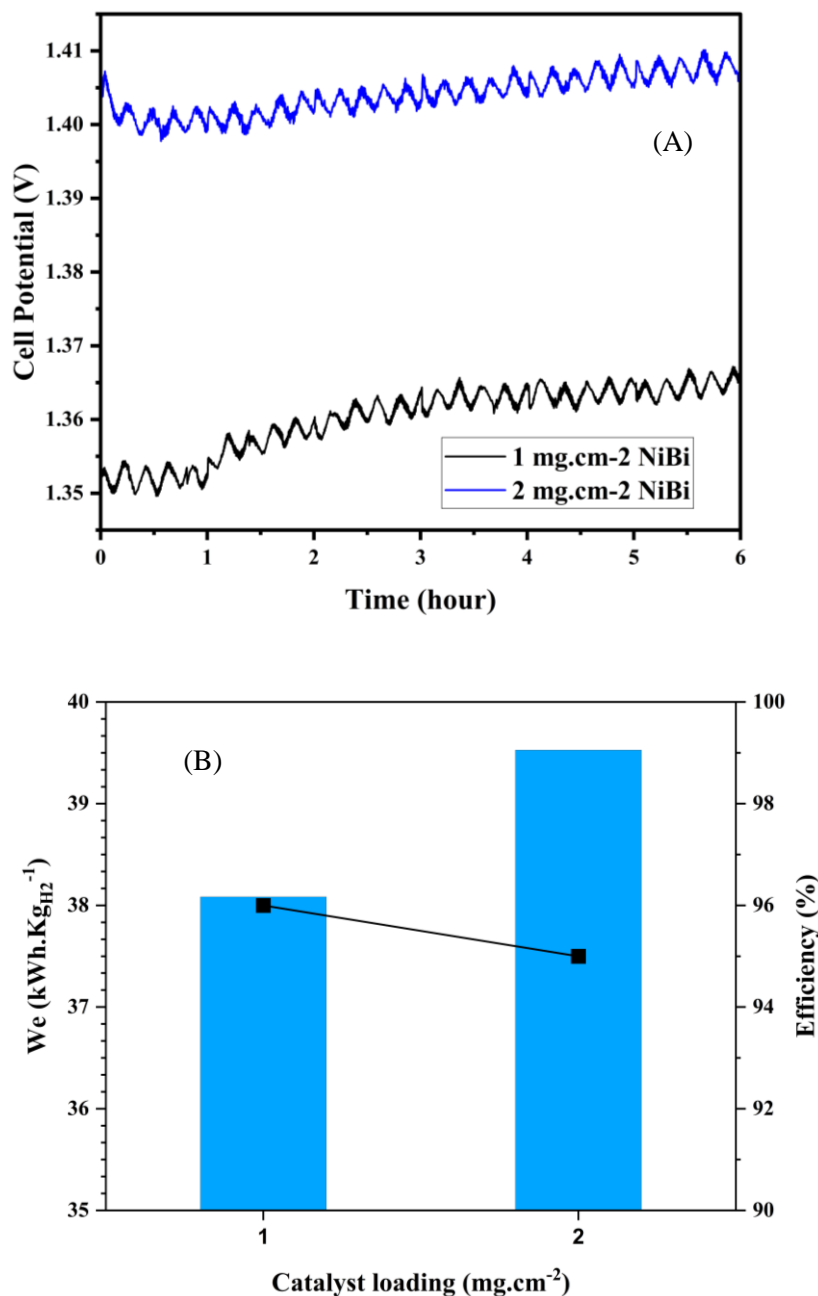 1.41
1.40
1.39
1.38
1.37
1.36
1.35
Cell Potential (V)
(A)
1 mg.cm-2 NiBi
2 mg.cm-2 NiBi
0 1 2 3 4 5 6
Time (hour)
40
39
38
37
36
35
We (kWh.Kg_H2^-1)
(B)
100
98
96
94
92
90
Efficiency (%)
1 2
Catalyst loading (mg.cm^-2)